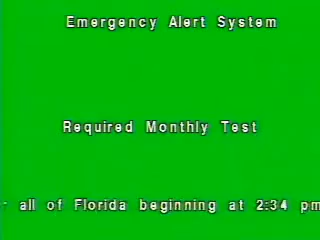 Emergency Alert System
Required Monthly Test
all of Florida beginning at 2:34 pm